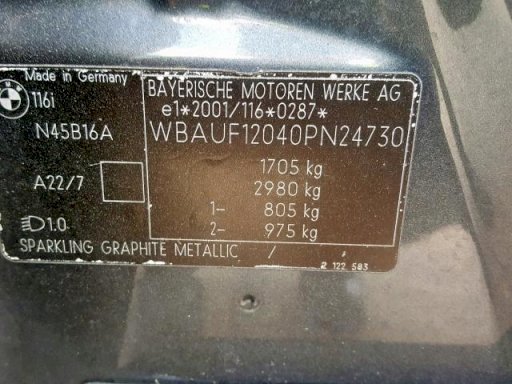 Made in Germany
BAYERISCHE MOTOREN WERKE AG
116i
e1*2001/116*0287*
N45B16A
WBAUF12040PN24730
1705 kg
A22/7
2980 kg
1- 805 kg
1.0
2- 975 kg
SPARKLING GRAPHITE METALLIC /
122 583